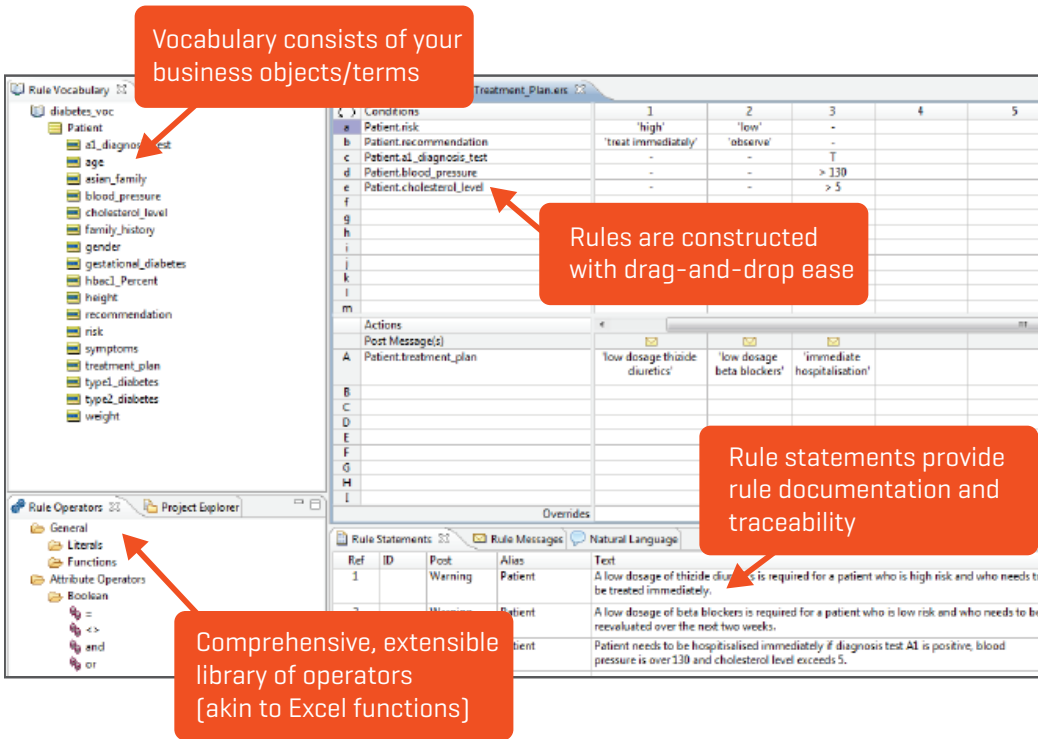 Vocabulary consists of your
business objects/terms
Rule Vocabulary
Treatment_Plan.ers
diabetes_voc
Patient
a1_diagnosis_test
age
asian_family
blood_pressure
cholesterol_level
family_history
gender
gestational_diabetes
hbac1_Percent
height
recommendation
risk
symptoms
treatment_plan
type1_diabetes
type2_diabetes
weight
Conditions 1 2 3 4 5
a Patient.risk 'high' 'low' -
b Patient.recommendation 'treat immediately' 'observe' -
c Patient.a1_diagnosis_test - - T
d Patient.blood_pressure - - > 130
e Patient.cholesterol_level - - > 5
f
g
h
i
j
k
l
m
Rules are constructed
with drag-and-drop ease
Actions
Post Message(s)
A Patient.treatment_plan 'low dosage thizide 'low dosage 'immediate
diuretics' beta blockers' hospitalisation'
B
C
D
E
F
G
H
I
Overrides
Rule statements provide
rule documentation and
traceability
Rule Operators Project Explorer
General
Literals
Functions
Attribute Operators
Boolean
=
<>
and
or
Comprehensive, extensible
library of operators
(akin to Excel functions)
Rule Statements Rule Messages Natural Language
Ref ID Post Alias Text
1 Warning Patient A low dosage of thizide is required for a patient who is high risk and who needs
be treated immediately.
Patient A low dosage of beta blockers is required for a patient who is low risk and who needs to be
reevaluated over the next two weeks.
Patient needs to be hospitisalised immediately if diagnosis test A1 is positive, blood
pressure is over 130 and cholesterol level exceeds 5.